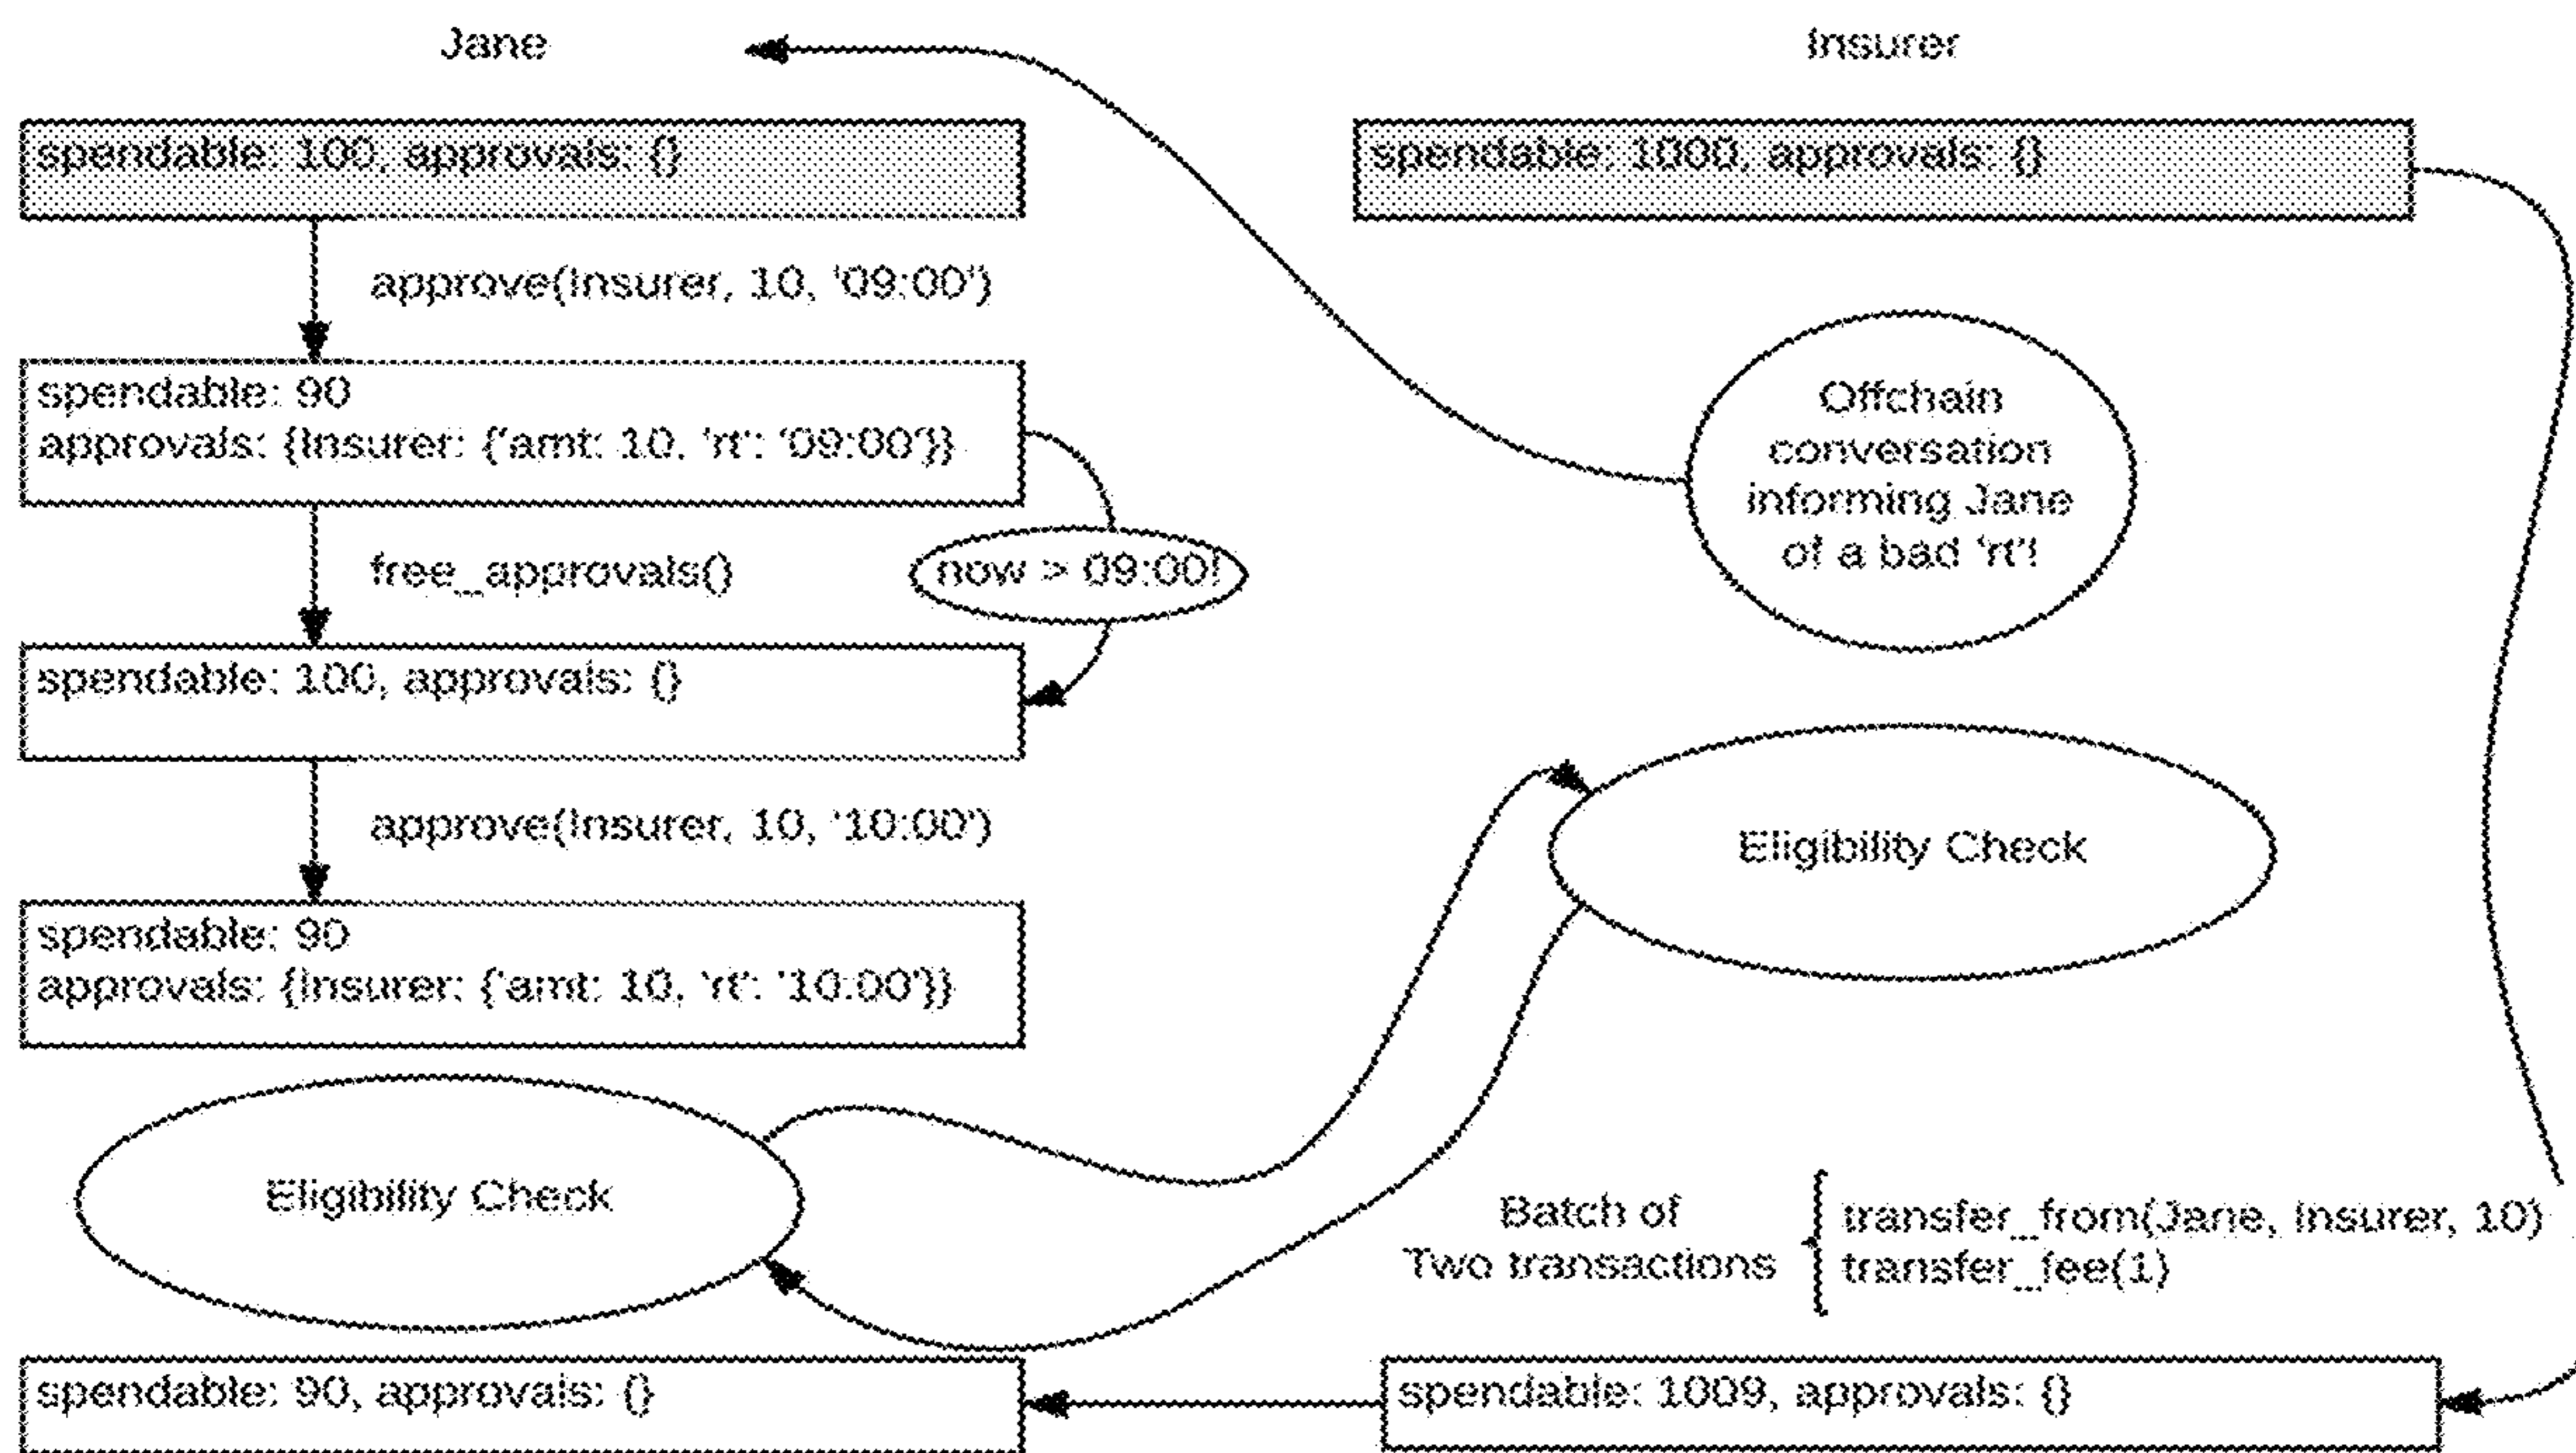 Jane
Insurer
spendable: 100, approvals: {}
spendable: 1000, approvals: {}
approve(Insurer, 10, '09:00')
spendable: 90
approvals: {Insurer: {'amt: 10, 'rt': '09:00'}}
Offchain
conversation
informing Jane
of a bad 'rt'!
free_approvals()
now > 09:00!
spendable: 100, approvals: {}
approve(Insurer, 10, '10:00')
Eligibility Check
spendable: 90
approvals: {Insurer: {'amt: 10, 'rt': '10:00'}}
Eligibility Check
Batch of
Two transactions
transfer_from(Jane, Insurer, 10)
transfer_fee(1)
spendable: 90, approvals: {}
spendable: 1009, approvals: {}